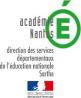 académie
Nantes
direction des services
départementaux
de l'éducation nationale
Sarthe